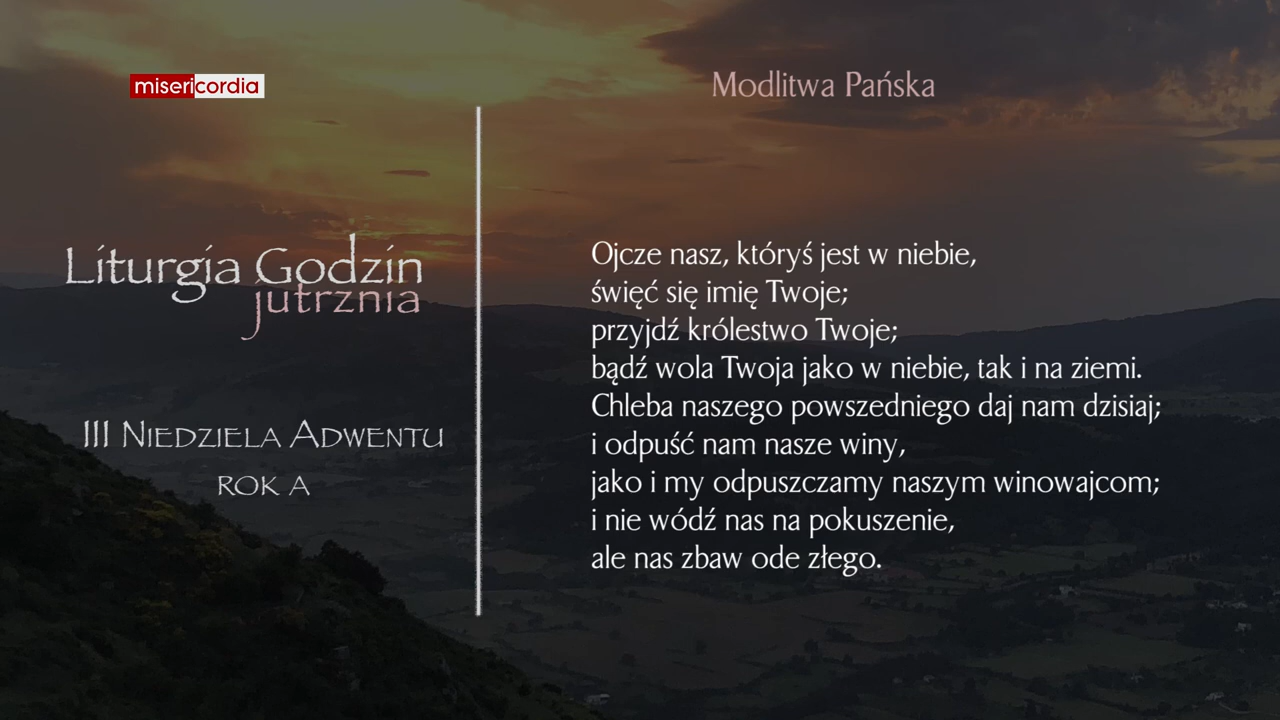 misericordia
Liturgia Godzin
jutrznia
III Niedziela Adwentu
rok A
Modlitwa Pańska
Ojcze nasz, któryś jest w niebie,
święć się imię Twoje;
przyjdź królestwo Twoje;
bądź wola Twoja jako w niebie, tak i na ziemi.
Chleba naszego powszedniego daj nam dzisiaj;
i odpuść nam nasze winy,
jako i my odpuszczamy naszym winowajcom;
i nie wódź nas na pokuszenie,
ale nas zbaw ode złego.